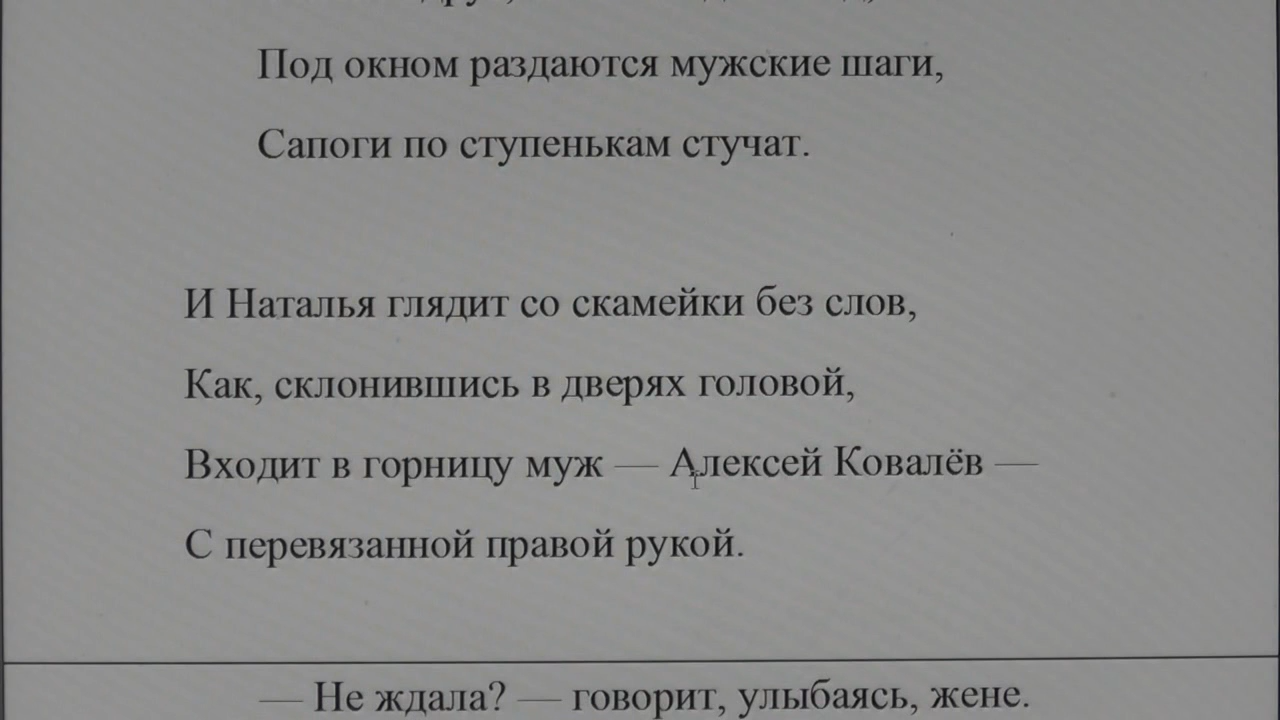 Под окном раздаются мужские шаги,
Сапоги по ступенькам стучат.
И Наталья глядит со скамейки без слов,
Как, склонившись в дверях головой,
Входит в горницу муж — Алексей Ковалёв —
С перевязанной правой рукой.
— Не ждала? — говорит, улыбаясь, жене.